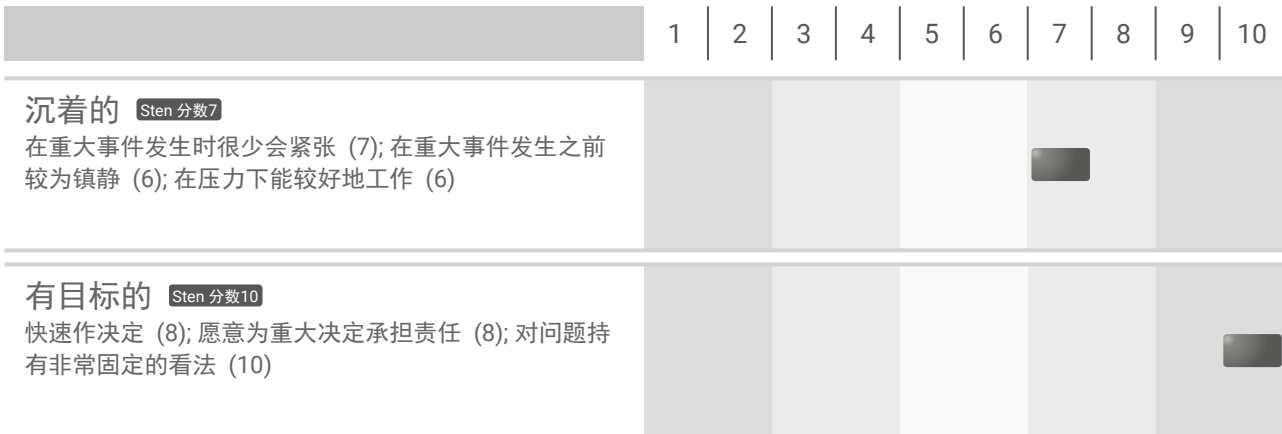 1 2 3 4 5 6 7 8 9 10
沉着的 Sten 分数7
在重大事件发生时很少会紧张 (7); 在重大事件发生之前
较为镇静 (6); 在压力下能较好地工作 (6)
有目标的 Sten 分数10
快速作决定 (8); 愿意为重大决定承担责任 (8); 对问题持
有非常固定的看法 (10)